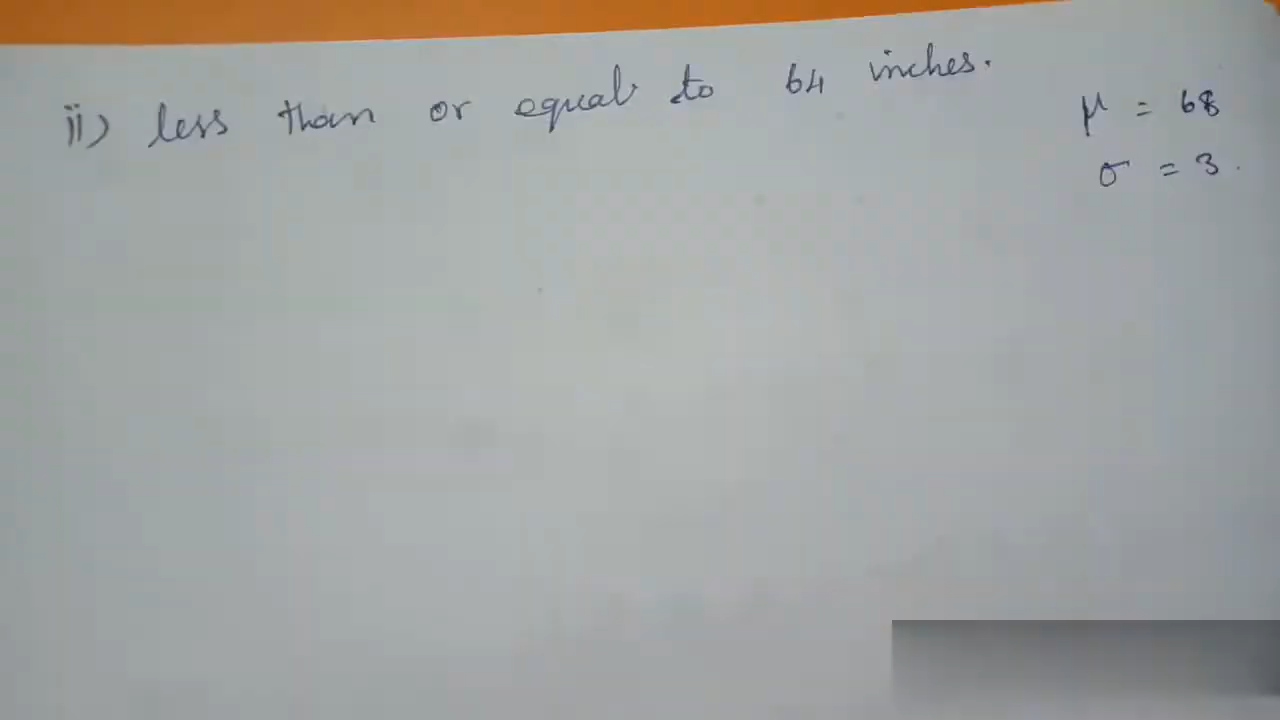 ii) less than or equal to 64 inches.
μ = 68
σ = 3.